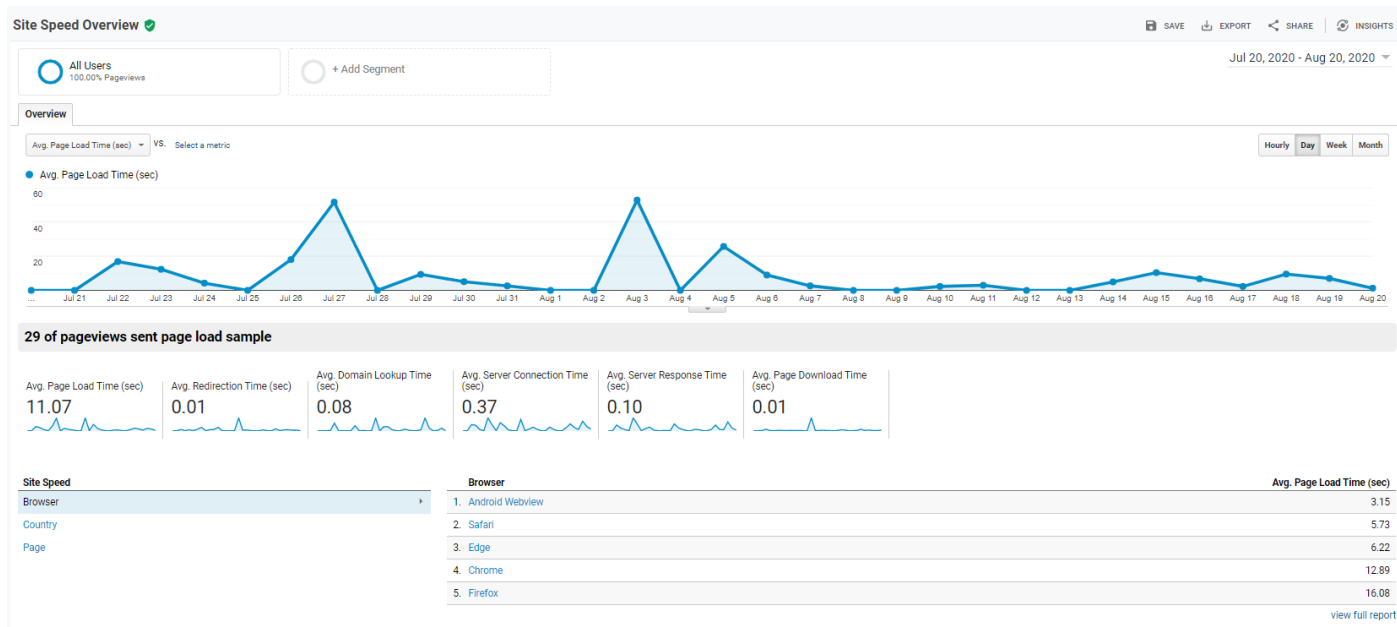 Site Speed Overview
SAVE EXPORT SHARE INSIGHTS
All Users
100.00% Pageviews
+ Add Segment
Jul 20, 2020 - Aug 20, 2020
Overview
Avg. Page Load Time (sec) VS. Select a metric
Hourly Day Week Month
Avg. Page Load Time (sec)
60
40
20
... Jul 21 Jul 22 Jul 23 Jul 24 Jul 25 Jul 26 Jul 27 Jul 28 Jul 29 Jul 30 Jul 31 Aug 1 Aug 2 Aug 3 Aug 4 Aug 5 Aug 6 Aug 7 Aug 8 Aug 9 Aug 10 Aug 11 Aug 12 Aug 13 Aug 14 Aug 15 Aug 16 Aug 17 Aug 18 Aug 19 Aug 20
29 of pageviews sent page load sample
Avg. Page Load Time (sec)
11.07
Avg. Redirection Time (sec)
0.01
Avg. Domain Lookup Time
(sec)
0.08
Avg. Server Connection Time
(sec)
0.37
Avg. Server Response Time
(sec)
0.10
Avg. Page Download Time
(sec)
0.01
Site Speed
Browser
Country
Page
Browser Avg. Page Load Time (sec)
1. Android Webview 3.15
2. Safari 5.73
3. Edge 6.22
4. Chrome 12.89
5. Firefox 16.08
view full report